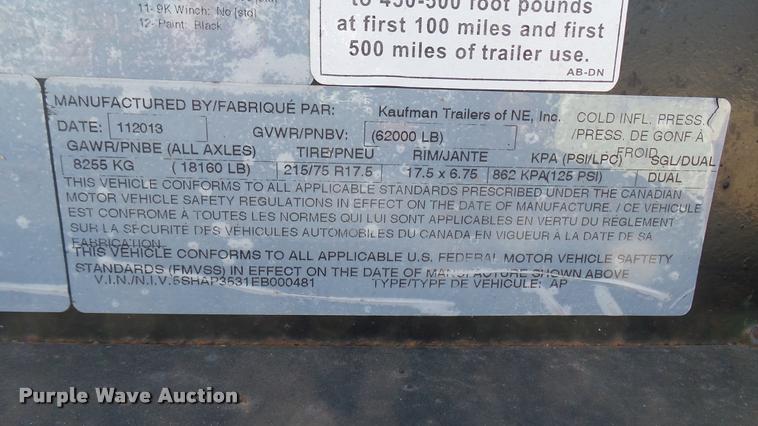 11- 9K Winch: No [std]
12- Paint: Black
to 450-500 foot pounds
at first 100 miles and first
500 miles of trailer use.
AB-DN
MANUFACTURED BY/FABRIQUÉ PAR: Kaufman Trailers of NE, Inc. COLD INFL. PRESS./
DATE: 112013 GVWR/PNBV: (62000 LB) /PRESS. DE GONF À
FROID
GAWR/PNBE (ALL AXLES) TIRE/PNEU RIM/JANTE KPA (PSI/LPC) SGL/DUAL
8255 KG (18160 LB) 215/75 R17.5 17.5 x 6.75 862 KPA(125 PSI) DUAL
THIS VEHICLE CONFORMS TO ALL APPLICABLE STANDARDS PRESCRIBED UNDER THE CANADIAN
MOTOR VEHICLE SAFETY REGULATIONS IN EFFECT ON THE DATE OF MANUFACTURE. / CE VÉHICULE
EST CONFROME À TOUTES LES NORMES QUI LUI SONT APPLICABLES EN VERTU DU RÉGLEMENT
SUR LA SÉCURITÉ DES VÉHICULES AUTOMOBILES DU CANADA EN VIGUEUR À LA DATE DE SA
FABRICATION.
THIS VEHICLE CONFORMS TO ALL APPLICABLE U.S. FEDERAL MOTOR VEHICLE SAFTETY
STANDARDS (FMVSS) IN EFFECT ON THE DATE OF MANUFACTURE SHOWN ABOVE
V.I.N./N.I.V.5SHAP3531EB000481 TYPE/TYPE DE VÉHICULE: AP
Purple Wave Auction